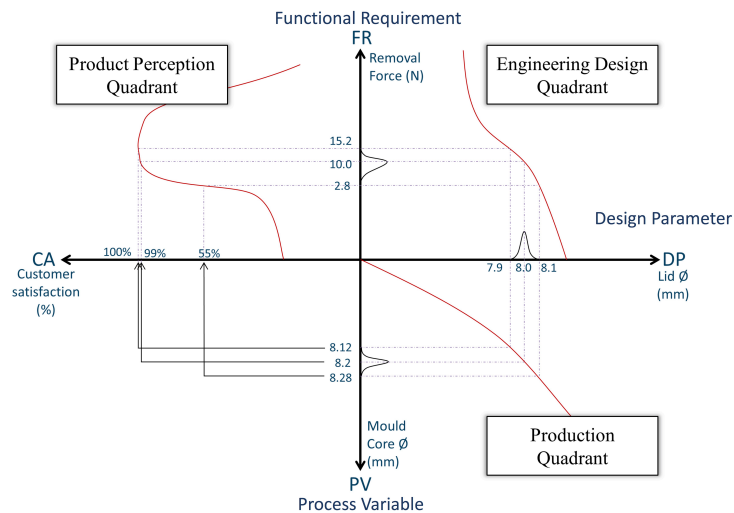 Functional Requirement
FR
Product Perception
Quadrant
Removal
Force (N)
Engineering Design
Quadrant
15.2
10.0
2.8
Design Parameter
CA
100%
99%
55%
7.9
8.0
8.1
DP
Customer
satisfaction
(%)
Lid Ø
(mm)
8.12
8.2
8.28
Mould
Core Ø
(mm)
Production
Quadrant
PV
Process Variable